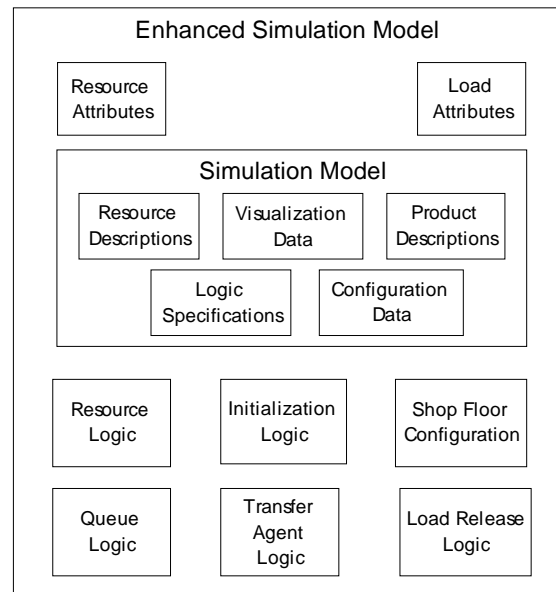 Enhanced Simulation Model
Resource
Attributes
Load
Attributes
Simulation Model
Resource
Descriptions
Visualization
Data
Product
Descriptions
Logic
Specifications
Configuration
Data
Resource
Logic
Initialization
Logic
Shop Floor
Configuration
Queue
Logic
Transfer
Agent
Logic
Load Release
Logic